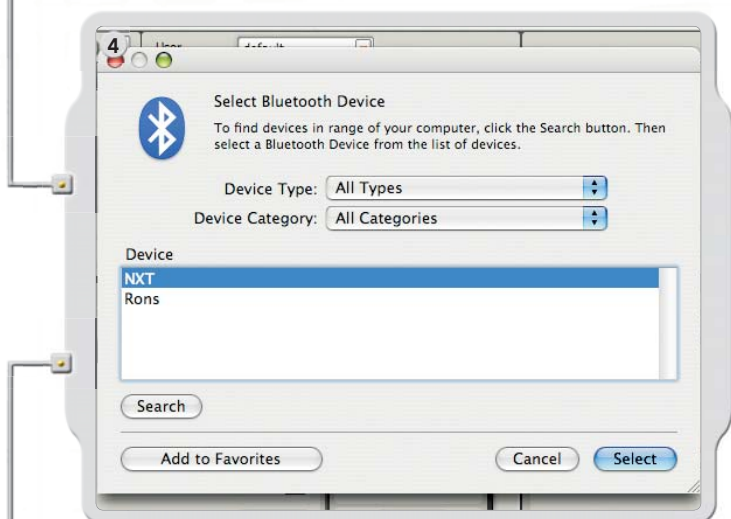 4
User
default
Select Bluetooth Device
To find devices in range of your computer, click the Search button. Then
select a Bluetooth Device from the list of devices.
Device Type: All Types
Device Category: All Categories
Device
NXT
Rons
Search
Add to Favorites Cancel Select